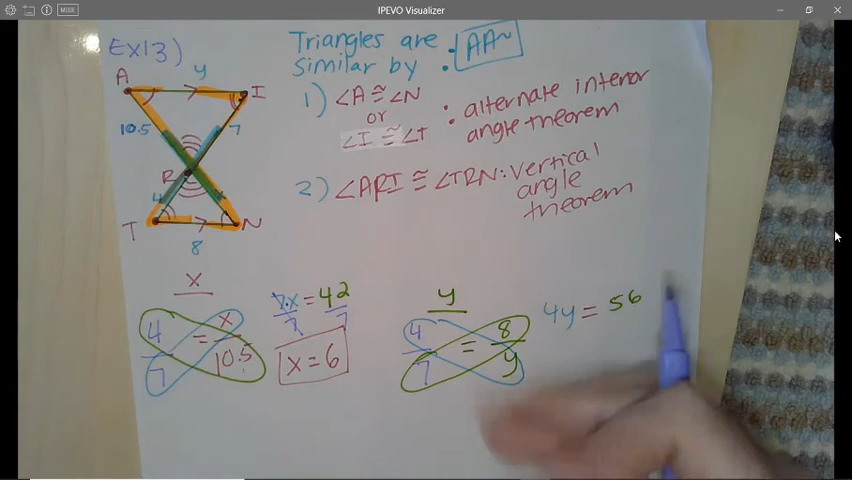 IPEVO Visualizer
MODE
Ex13)
Triangles are
similar by : AA~
A
y
I
10.5
7
R
4
x
T
N
8
1) ∠A ≅ ∠N
or
∠I ≅ ∠T
: alternate interior
angle theorem
2) ∠ARI ≅ ∠TRN: vertical
angle
theorem
x
4/7 = x/10.5
7·x/7 = 42/7
x = 6
y
4/7 = 8/y
4y = 56